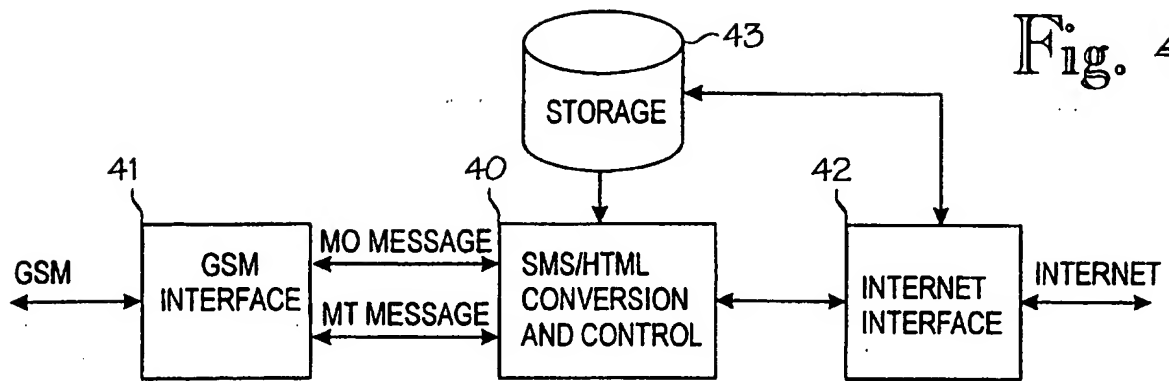 43
Fig. 4
STORAGE
41
40
42
GSM
GSM
INTERFACE
MO MESSAGE
MT MESSAGE
SMS/HTML
CONVERSION
AND CONTROL
INTERNET
INTERFACE
INTERNET